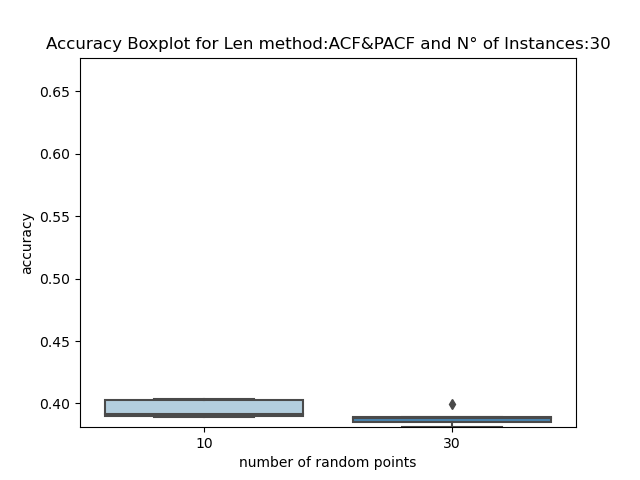 Accuracy Boxplot for Len method:ACF&PACF and N° of Instances:30
0.65
0.60
0.55
0.50
0.45
0.40
accuracy
10 30
number of random points